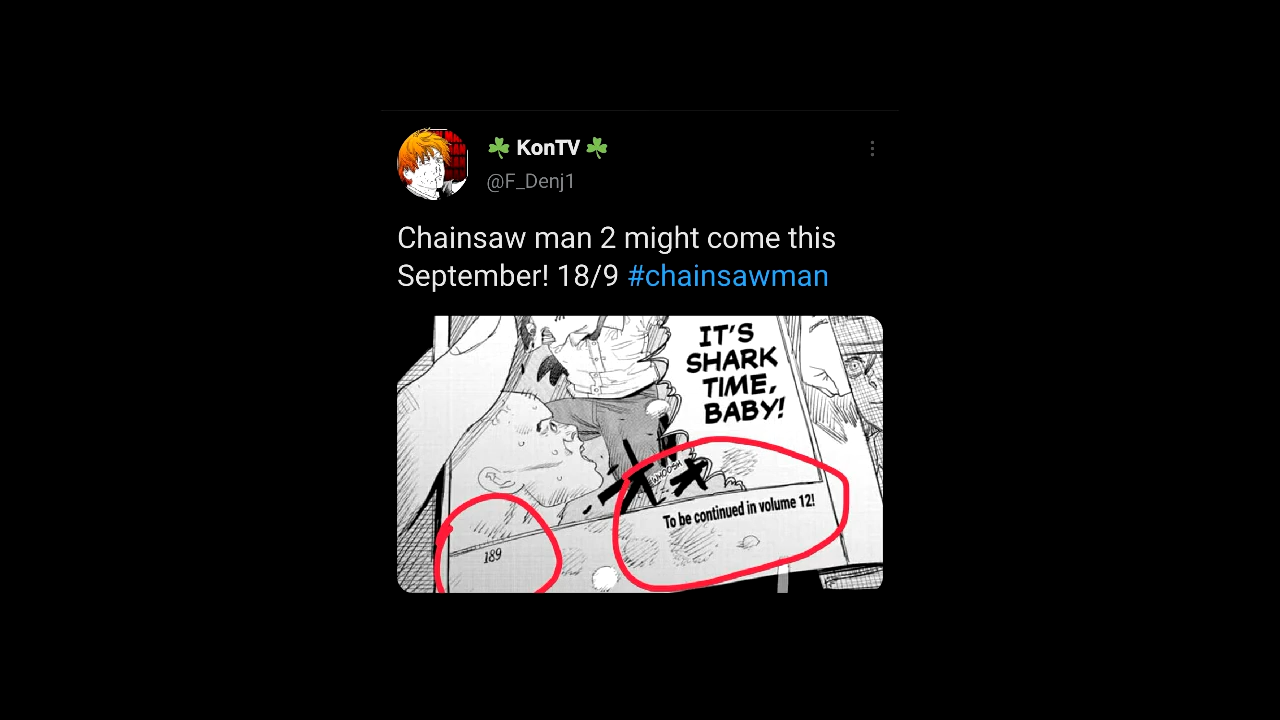 ☘️ KonTV ☘️
@F_Denj1
Chainsaw man 2 might come this
September! 18/9 #chainsawman
IT'S
SHARK
TIME,
BABY!
WOOSH
To be continued in volume 12!
189